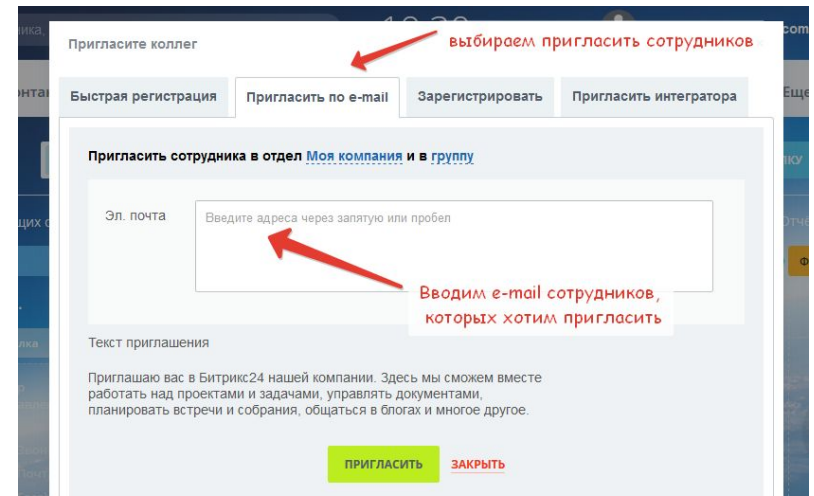 Пригласите коллег
выбираем пригласить сотрудников
com
Быстрая регистрация
Пригласить по e-mail
Зарегистрировать
Пригласить интегратора
Еще
Пригласить сотрудника в отдел Моя компания и в группу
Эл. почта
Введите адреса через запятую или пробел
Вводим e-mail сотрудников,
которых хотим пригласить
Текст приглашения
Приглашаю вас в Битрикс24 нашей компании. Здесь мы сможем вместе
работать над проектами и задачами, управлять документами,
планировать встречи и собрания, общаться в блогах и многое другое.
ПРИГЛАСИТЬ
ЗАКРЫТЬ